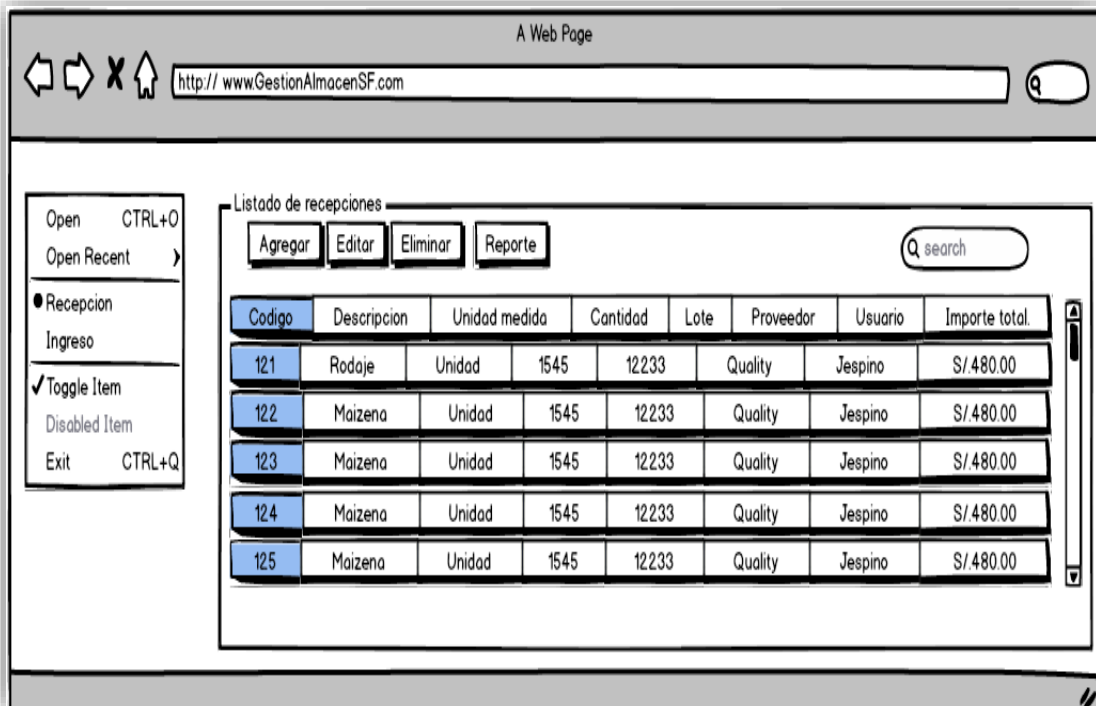 A Web Page
http:// www.GestionAlmacenSF.com
Open CTRL+O
Open Recent
Recepcion
Ingreso
Toggle Item
Disabled Item
Exit CTRL+Q
Listado de recepciones
Agregar Editar Eliminar Reporte
search
Codigo Descripcion Unidad medida Cantidad Lote Proveedor Usuario Importe total.
121 Rodaje Unidad 1545 12233 Quality Jespino S/.480.00
122 Maizena Unidad 1545 12233 Quality Jespino S/.480.00
123 Maizena Unidad 1545 12233 Quality Jespino S/.480.00
124 Maizena Unidad 1545 12233 Quality Jespino S/.480.00
125 Maizena Unidad 1545 12233 Quality Jespino S/.480.00